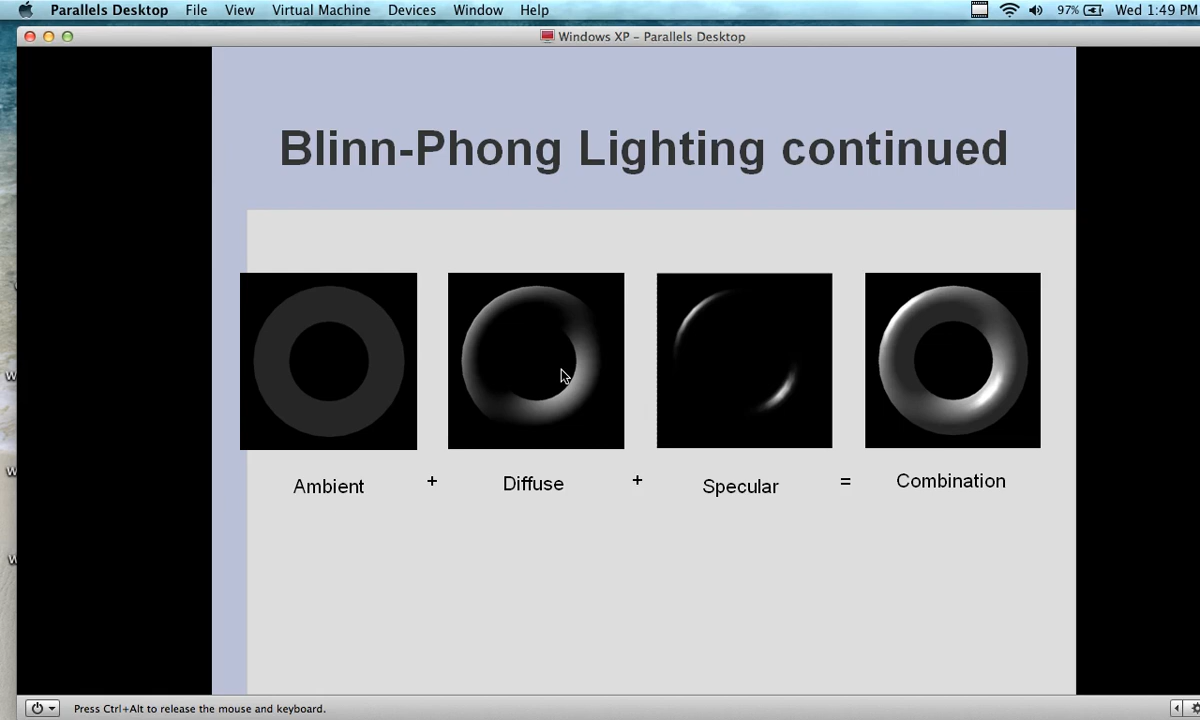 Parallels Desktop File View Virtual Machine Devices Window Help 97% Wed 1:49 PM
Windows XP – Parallels Desktop
Blinn-Phong Lighting continued
Ambient + Diffuse + Specular = Combination
w
w
w
Press Ctrl+Alt to release the mouse and keyboard.